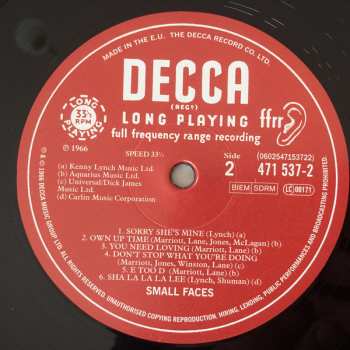 MADE IN THE E.U. THE DECCA RECORD CO. LTD.
DECCA
(REGD)
LONG PLAYING
33⅓
RPM
LONG PLAYING
ffrr
full frequency range recording
℗ 1966
SPEED 33⅓
Side
2
(0602547153722)
471 537-2
(a) Kenny Lynch Music Ltd
(b) Aquarius Music Ltd.
(c) Universal/Dick James
Music Ltd.
(d) Carlin Music Corporation
BIEM SDRM
LC 00171
1. SORRY SHE'S MINE (Lynch) (a)
2. OWN UP TIME (Marriott, Lane, Jones, McLagan) (b)
3. YOU NEED LOVING (Marriott, Lane) (b)
4. DON'T STOP WHAT YOU'RE DOING
(Marriott, Jones, Winston, Lane) (c)
5. E TOO D (Marriott, Lane) (b)
6. SHA LA LA LA LEE (Lynch, Shuman) (d)
SMALL FACES
℗ & © 1966 DECCA MUSIC GROUP LTD. ALL RIGHTS RESERVED. UNAUTHORISED COPYING, HIRING, LENDING, PUBLIC PERFORMANCES AND BROADCASTING PROHIBITED.